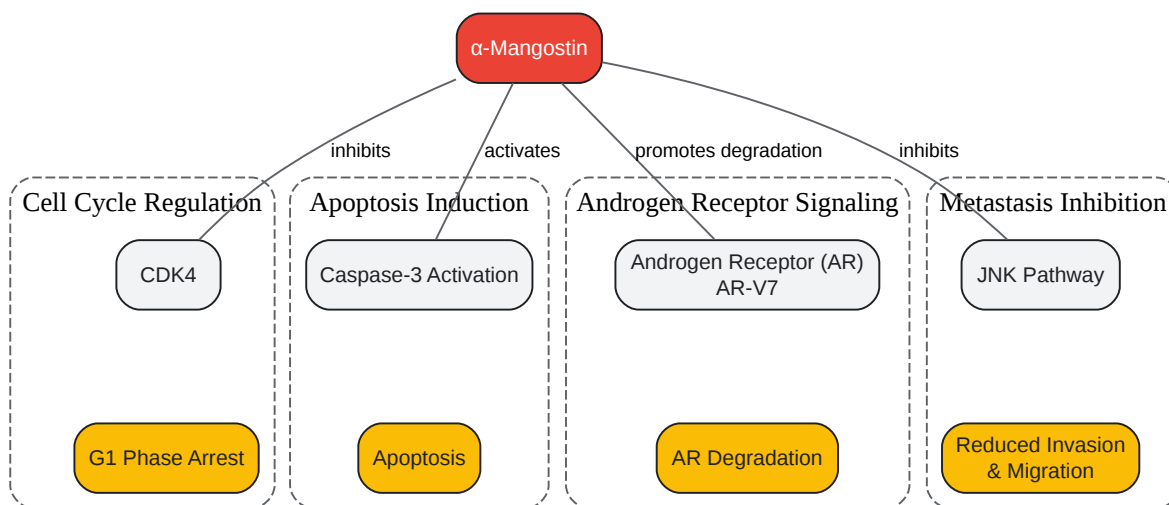 α-Mangostin
inhibits
activates
promotes degradation
inhibits
Cell Cycle Regulation
Apoptosis Induction
Androgen Receptor Signaling
Metastasis Inhibition
CDK4
Caspase-3 Activation
Androgen Receptor (AR)
AR-V7
JNK Pathway
G1 Phase Arrest
Apoptosis
AR Degradation
Reduced Invasion
& Migration